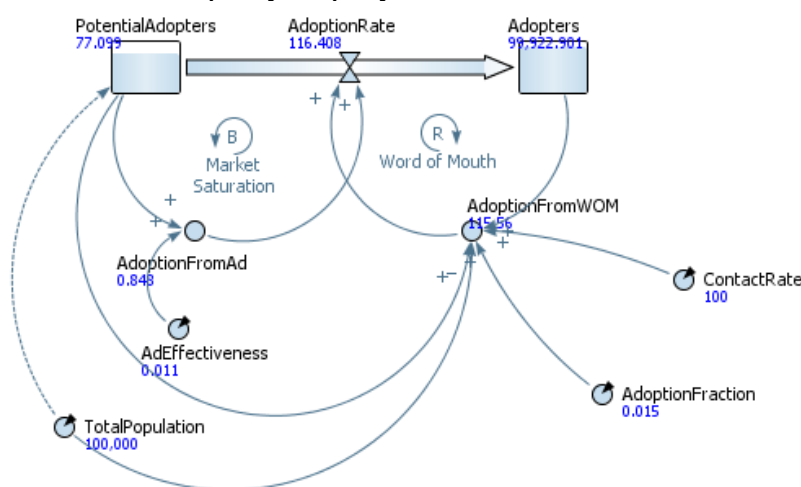 PotentialAdopters
77.099
AdoptionRate
116.408
Adopters
99,922.901
+
+
B
Market
Saturation
R
Word of Mouth
+
+
AdoptionFromWOM
115.56
+
+
AdoptionFromAd
0.848
+
-
+
ContactRate
100
AdEffectiveness
0.011
AdoptionFraction
0.015
TotalPopulation
100,000